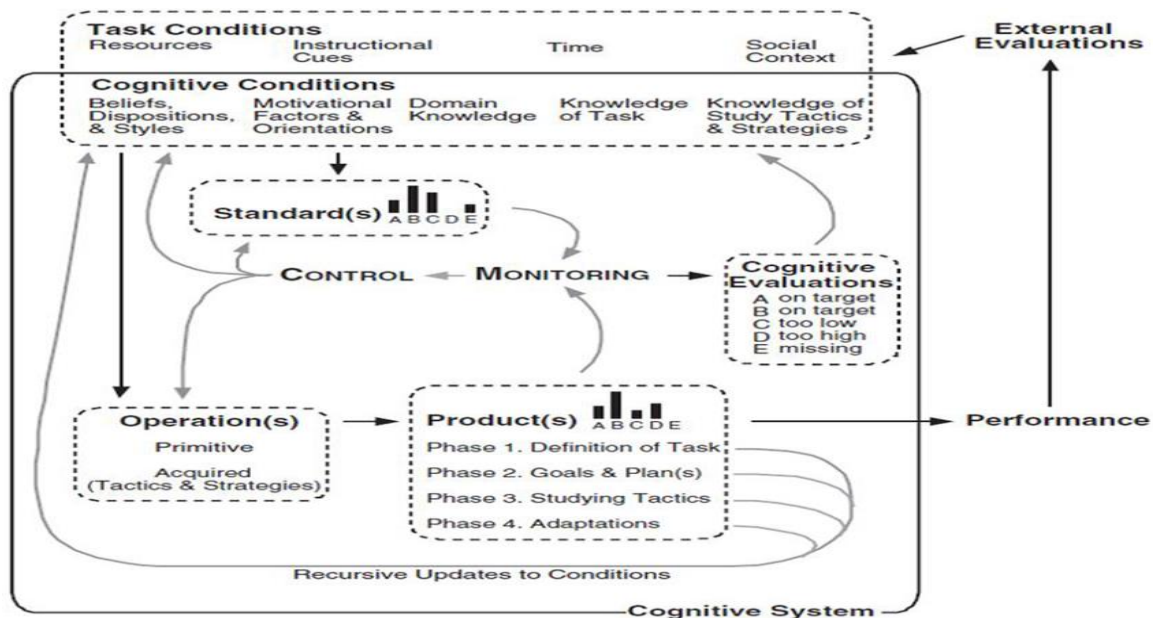 Task Conditions
Resources
Instructional
Cues
Time
Social
Context
External
Evaluations
Cognitive Conditions
Beliefs,
Dispositions,
& Styles
Motivational
Factors &
Orientations
Domain
Knowledge
Knowledge
of Task
Knowledge of
Study Tactics
& Strategies
Standard(s)
A B C D E
CONTROL
MONITORING
Cognitive
Evaluations
A on target
B on target
C too low
D too high
E missing
Operation(s)
Primitive
Acquired
(Tactics & Strategies)
Product(s)
A B C D E
Phase 1. Definition of Task
Phase 2. Goals & Plan(s)
Phase 3. Studying Tactics
Phase 4. Adaptations
Performance
Recursive Updates to Conditions
Cognitive System